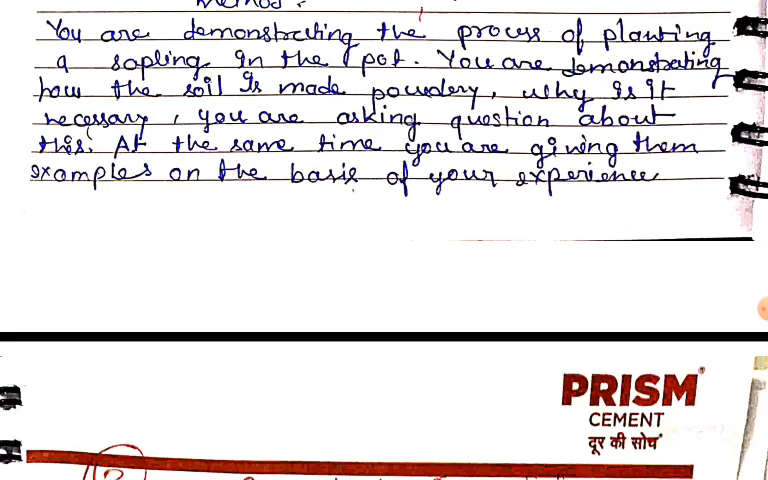 Method :
You are demonstrating the process of planting
a sapling in the pot. You are demonstrating
how the soil is made powdery, why is it
necessary, you are asking question about
this. At the same time you are giving them
examples on the basis of your experience
PRISM®
CEMENT
दूर की सोच
2